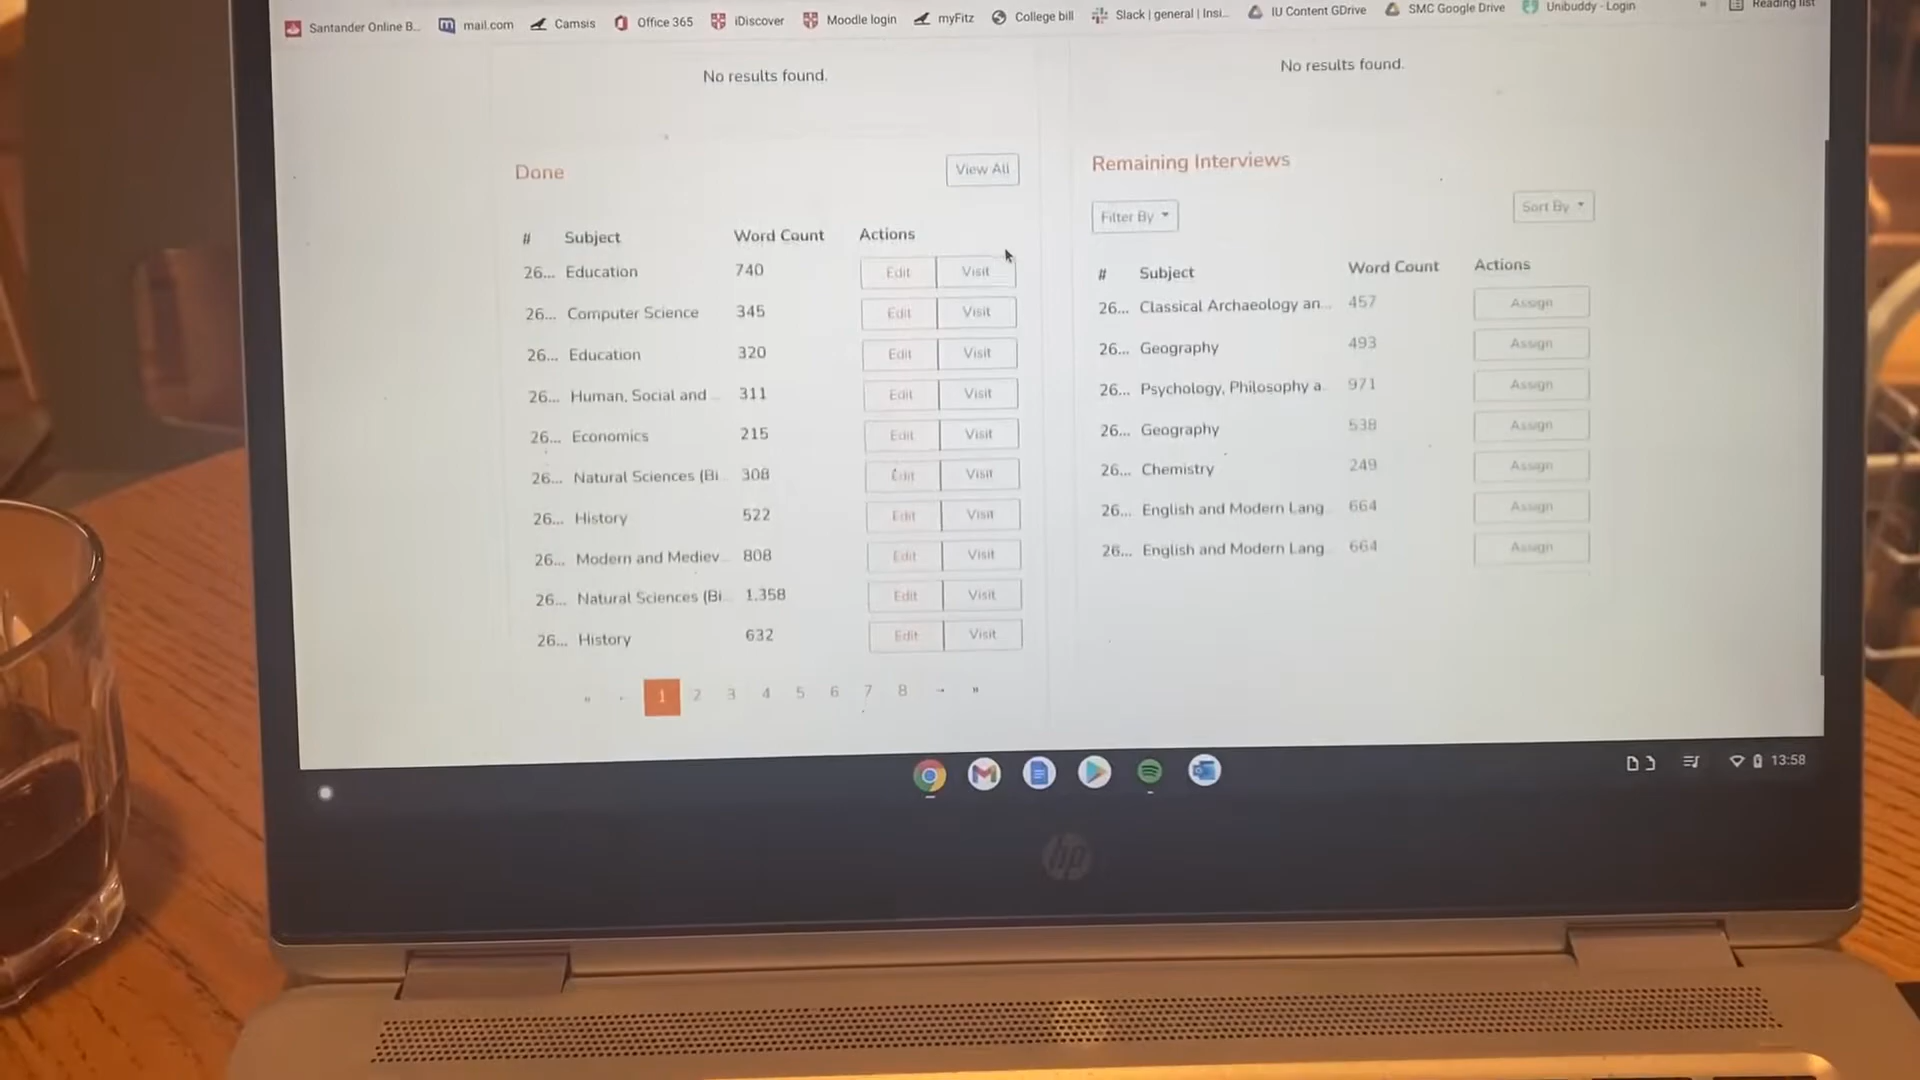 Santander Online B... mail.com Camsis Office 365 iDiscover Moodle login myFitz College bill Slack | general | Insi... IU Content GDrive SMC Google Drive Unibuddy - Login » Reading list
No results found. No results found.
Done View All
Remaining Interviews
Filter By Sort By
# Subject Word Count Actions
26... Education 740 Edit Visit
26... Computer Science 345 Edit Visit
26... Education 320 Edit Visit
26... Human, Social and 311 Edit Visit
26... Economics 215 Edit Visit
26... Natural Sciences (Bi 308 Edit Visit
26... History 522 Edit Visit
26... Modern and Mediev 808 Edit Visit
26... Natural Sciences (Bi 1.358 Edit Visit
26... History 632 Edit Visit
« ← 1 2 3 4 5 6 7 8 → »
# Subject Word Count Actions
26... Classical Archaeology an... 457 Assign
26... Geography 493 Assign
26... Psychology, Philosophy a 971 Assign
26... Geography 538 Assign
26... Chemistry 249 Assign
26... English and Modern Lang 664 Assign
26... English and Modern Lang 664 Assign
13:58
hp